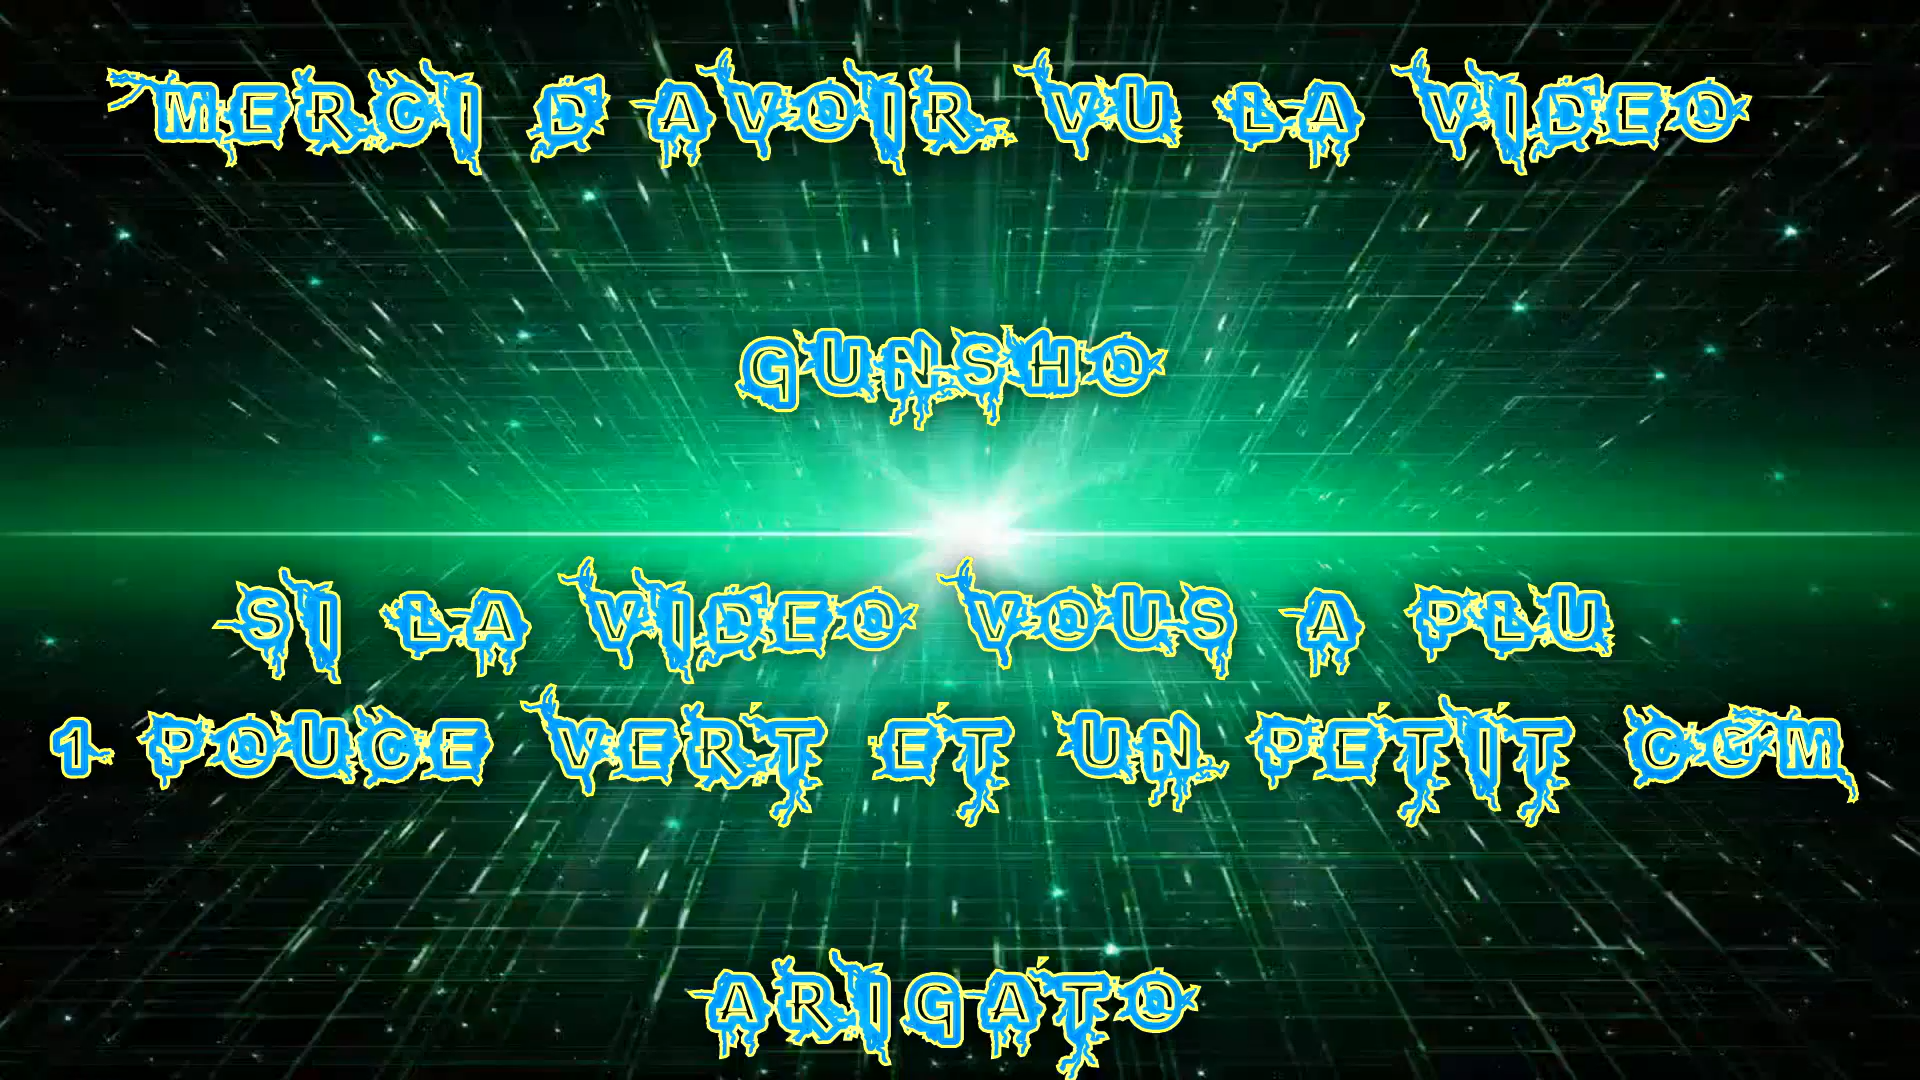 MERCI D AVOIR VU LA VIDEO
GUNSHO
SI LA VIDEO VOUS A PLU
1 POUCE VERT ET UN PETIT COM
ARIGATO